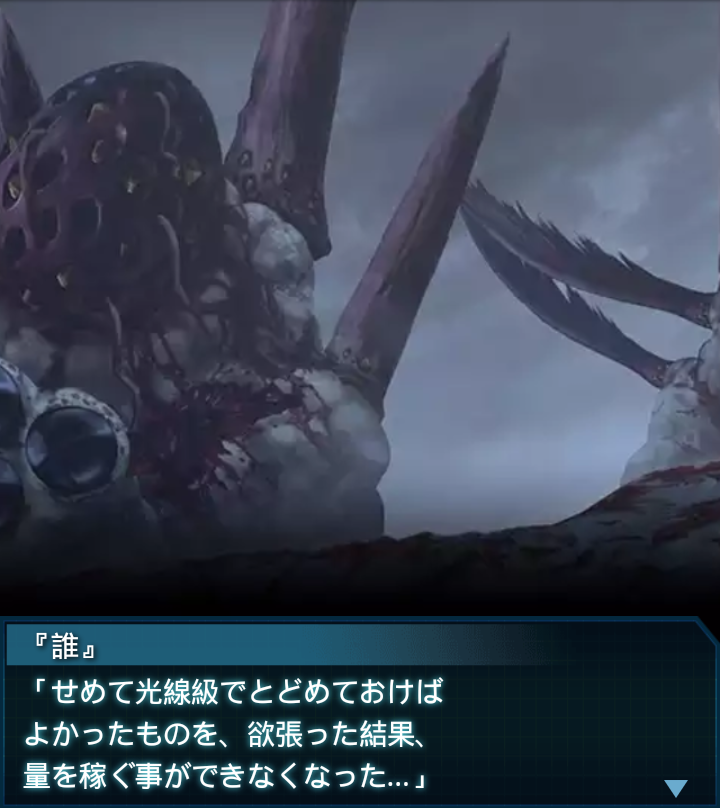 『誰』
「せめて光線級でとどめておけば
よかったものを、欲張った結果、
量を稼ぐ事ができなくなった…」